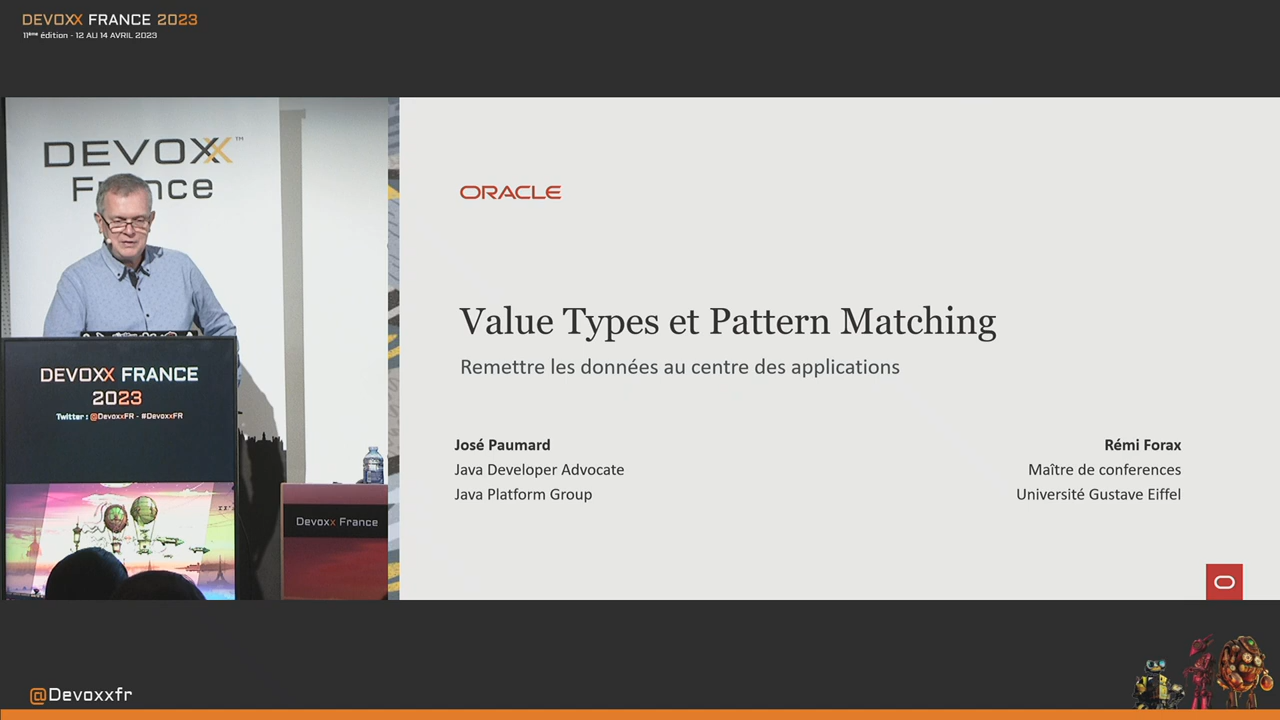 DEVOXX FRANCE 2023
11ème édition - 12 AU 14 AVRIL 2023
DEVOXX™
France
DEVOXX FRANCE
2023
Twitter : @DevoxxFR - #DevoxxFR
Devoxx France
ORACLE
Value Types et Pattern Matching
Remettre les données au centre des applications
José Paumard
Java Developer Advocate
Java Platform Group
Rémi Forax
Maître de conferences
Université Gustave Eiffel
@Devoxxfr